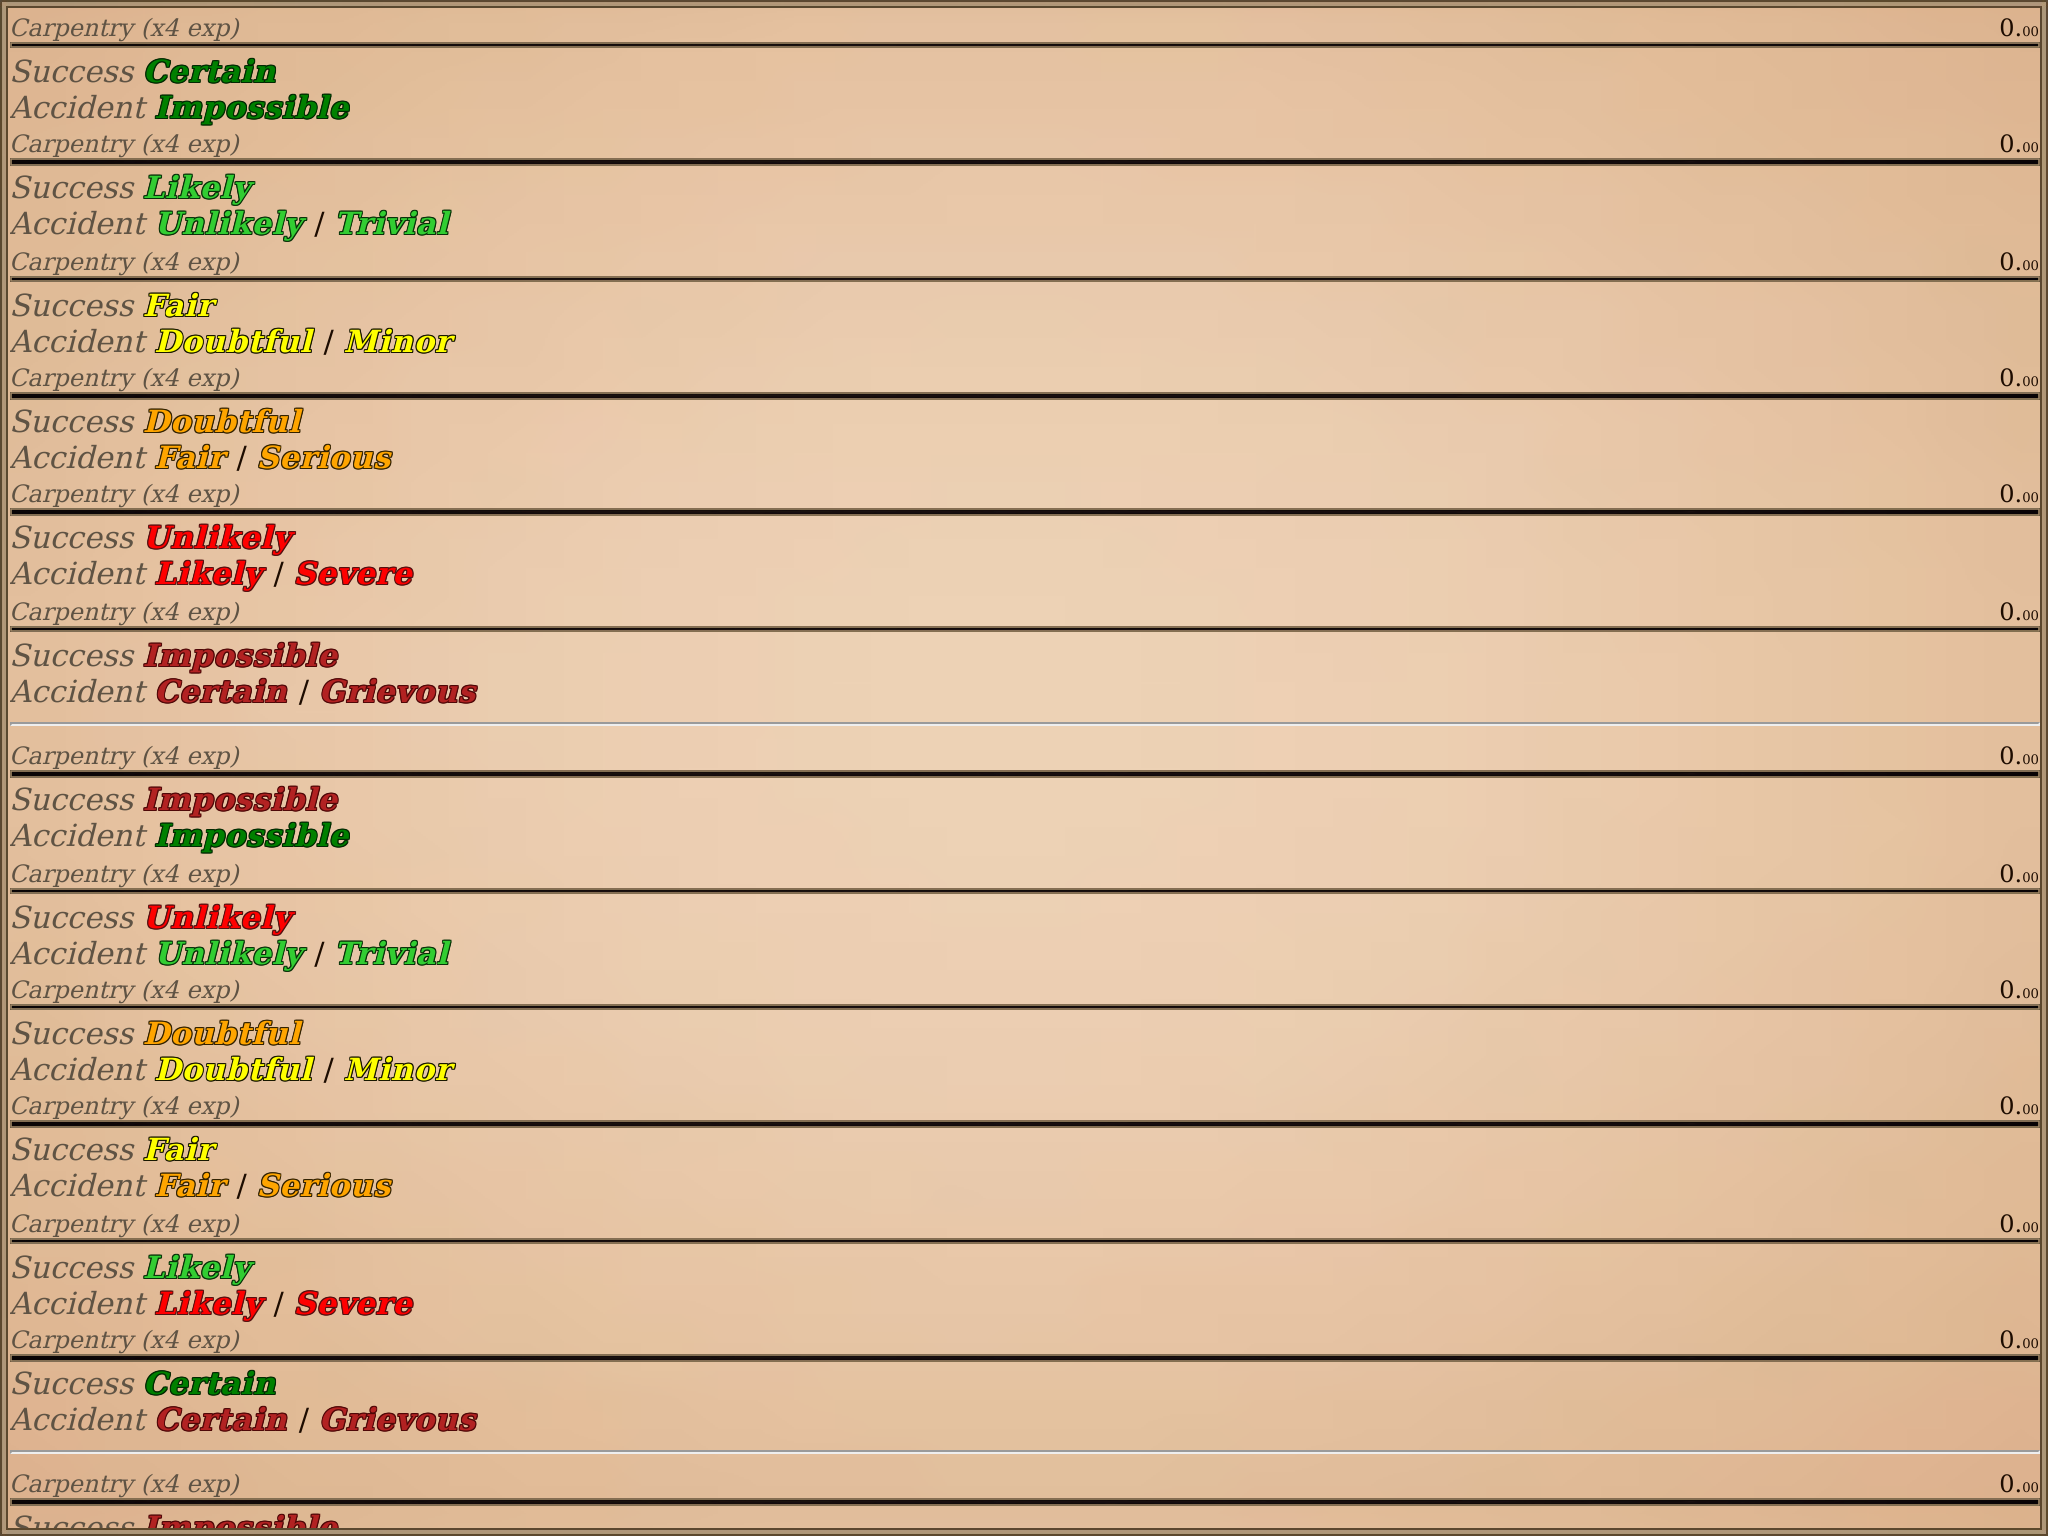 Carpentry (x4 exp) 0.00
Success Certain
Accident Impossible
Carpentry (x4 exp) 0.00
Success Likely
Accident Unlikely / Trivial
Carpentry (x4 exp) 0.00
Success Fair
Accident Doubtful / Minor
Carpentry (x4 exp) 0.00
Success Doubtful
Accident Fair / Serious
Carpentry (x4 exp) 0.00
Success Unlikely
Accident Likely / Severe
Carpentry (x4 exp) 0.00
Success Impossible
Accident Certain / Grievous
Carpentry (x4 exp) 0.00
Success Impossible
Accident Impossible
Carpentry (x4 exp) 0.00
Success Unlikely
Accident Unlikely / Trivial
Carpentry (x4 exp) 0.00
Success Doubtful
Accident Doubtful / Minor
Carpentry (x4 exp) 0.00
Success Fair
Accident Fair / Serious
Carpentry (x4 exp) 0.00
Success Likely
Accident Likely / Severe
Carpentry (x4 exp) 0.00
Success Certain
Accident Certain / Grievous
Carpentry (x4 exp) 0.00
Success Impossible